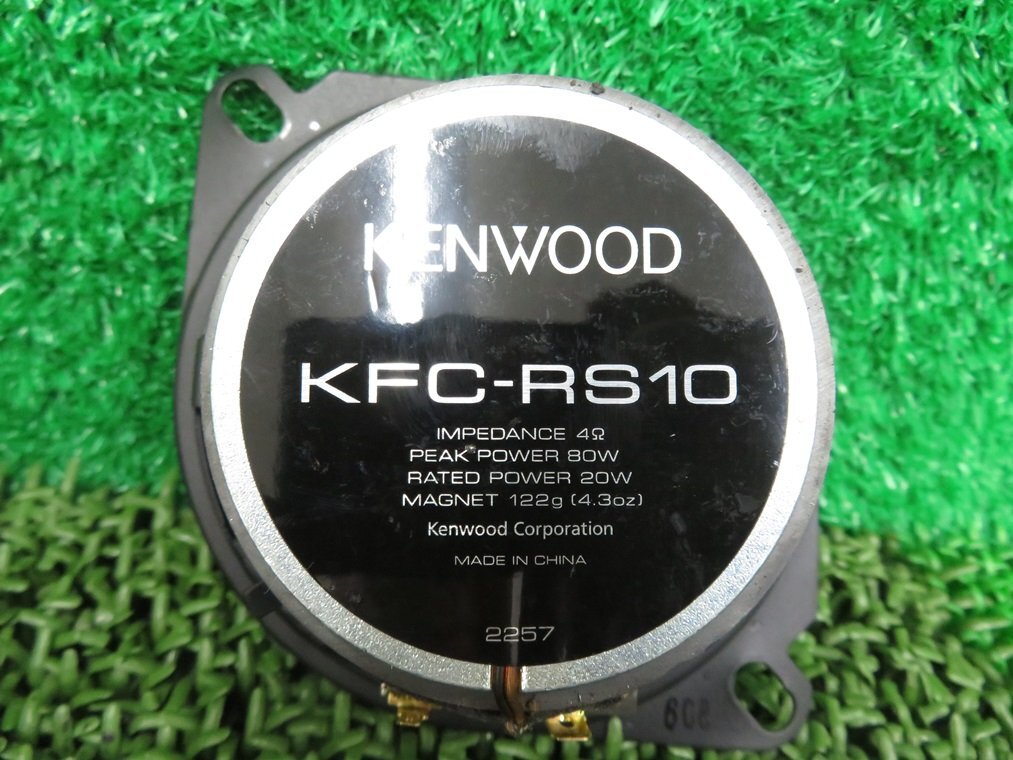 KENWOOD
KFC-RS10
IMPEDANCE 4Ω
PEAK POWER 80W
RATED POWER 20W
MAGNET 122g (4.3oz)
Kenwood Corporation
MADE IN CHINA
2257